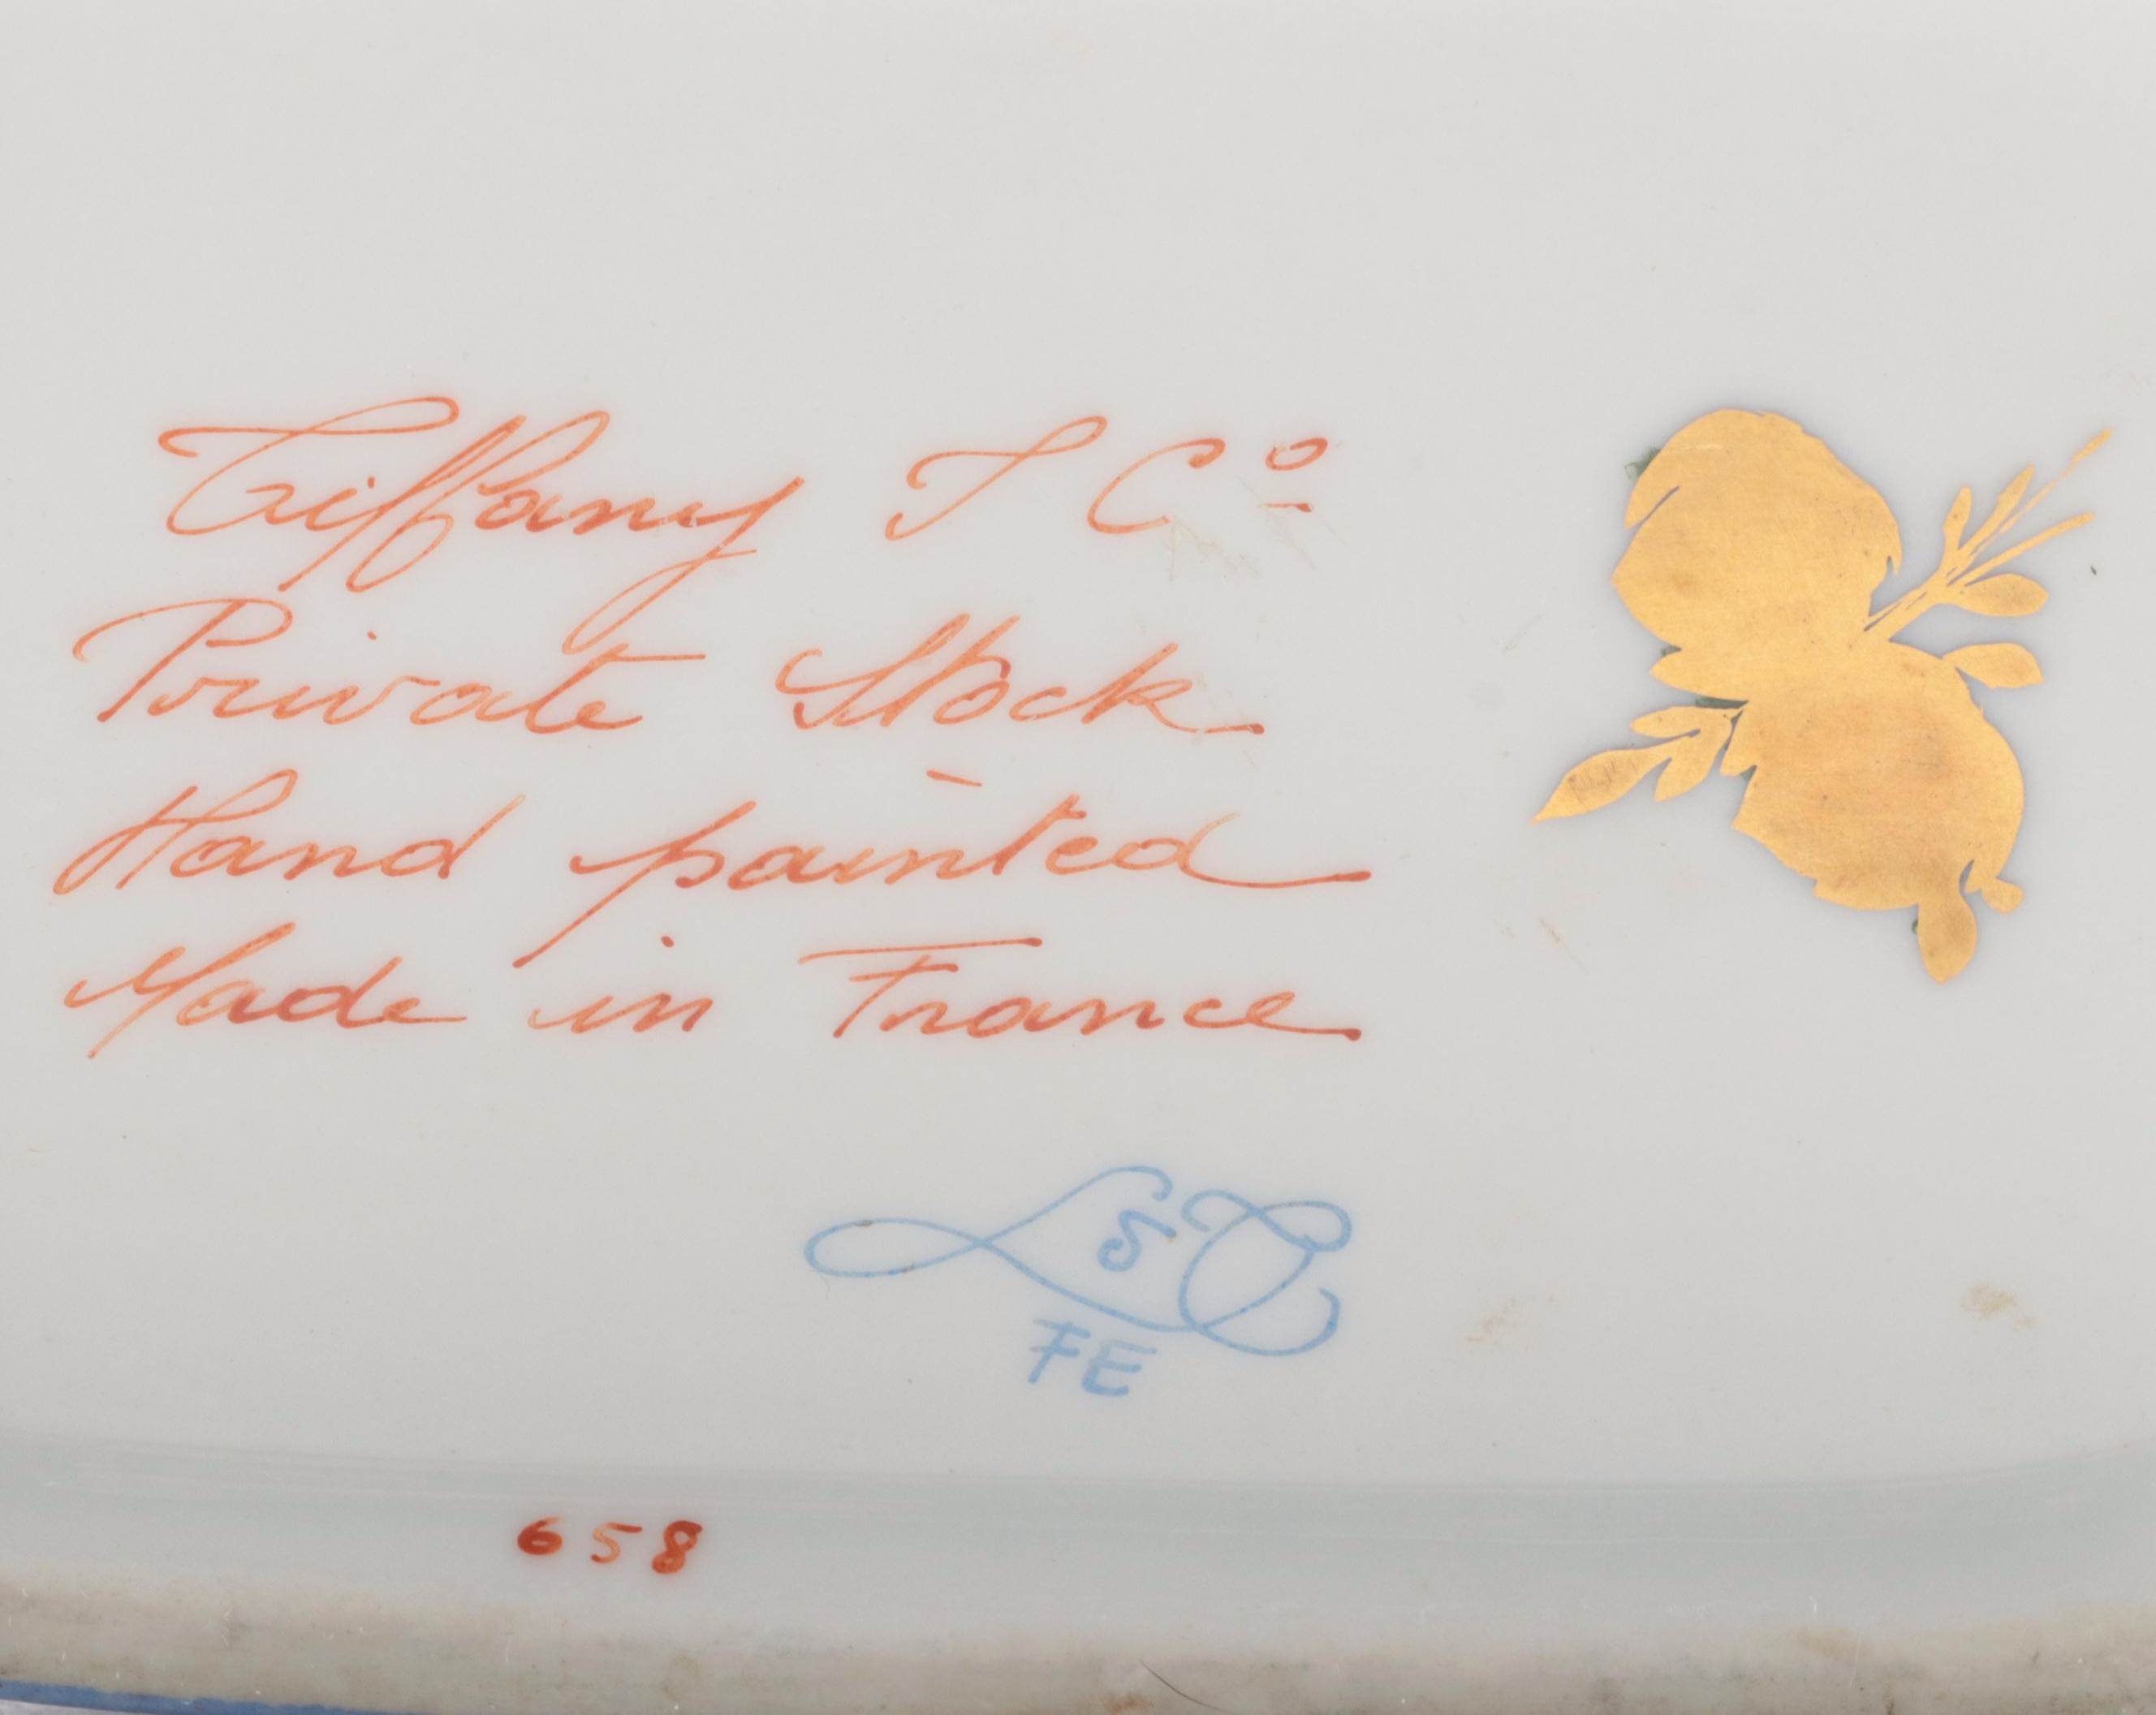 Tiffany & Co
Private Stock
Hand painted
Made in France
S
FE
658